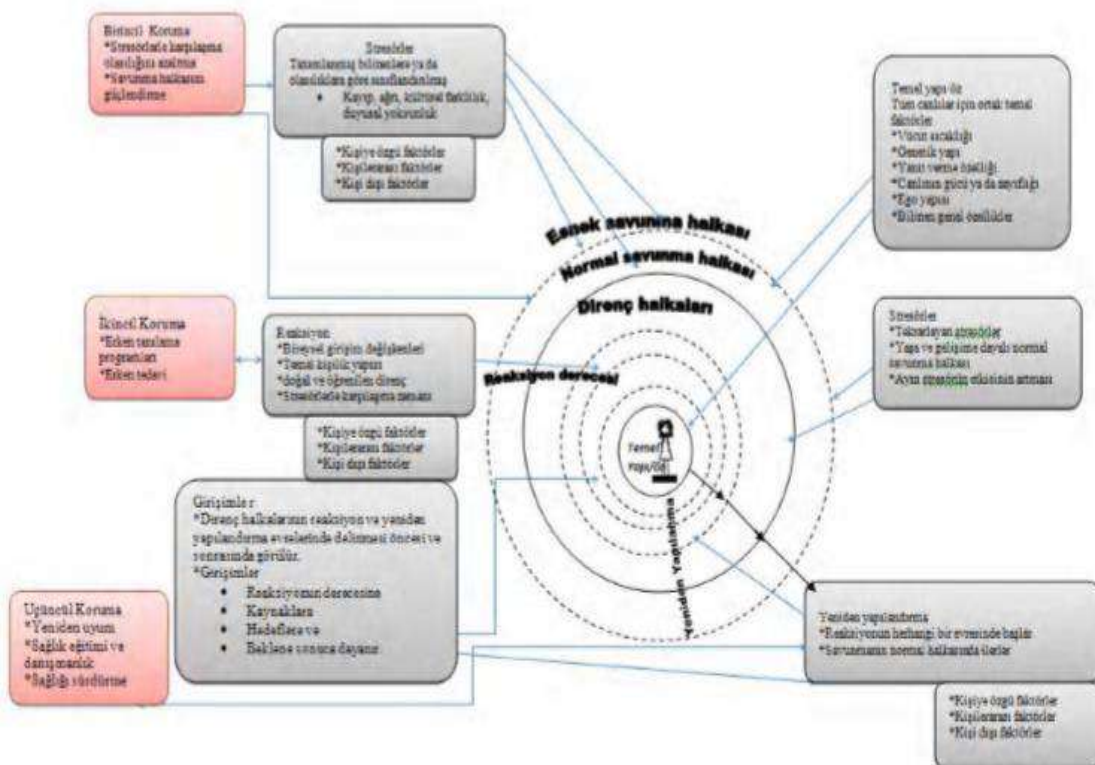 Birincil Koruma
*Stresörlerle karşılaşma
olasılığını azaltma
*Savunma halkasını
güçlendirme
Stresörler
Tanımlanmış bilinenlere ya da
olasılıklara göre sınıflandırılmış
• Kayıp, ağrı, kültürel farklılık,
duyusal yoksunluk
*Kişiye özgü faktörler
*Kişilerarası faktörler
*Kişi dışı faktörler
Temel yapı öz
Tüm canlılar için ortak temel
faktörler
*Vücut sıcaklığı
*Genetik yapı
*Yanıt verme özelliği
*Canlının gücü ya da zayıflığı
*Ego yapısı
*Bilinen genel özellikler
Esnek savunma halkası
Normal savunma halkası
Direnç halkaları
Reaksiyon derecesi
Temel
Yapı/öz
Yeniden Yapılanma
İkincil Koruma
*Erken tanılama
programları
*Erken tedavi
Reaksiyon
*Bireysel girişim değişkenleri
*Temel kişilik yapısı
*doğal ve öğrenilen direnç
*Stresörlerle karşılaşma zamanı
*Kişiye özgü faktörler
*Kişilerarası faktörler
*Kişi dışı faktörler
Stresörler
*Tekrarlayan stresörler
*Yaşa ve gelişime dayalı normal
savunma halkası
*Aynı stresörün etkisinin artması
Girişimler
*Direnç halkalarının reaksiyon ve yeniden
yapılandırma evrelerinde delinmesi öncesi ve
sonrasında görülür.
*Girişimler
• Reaksiyonun derecesine
• Kaynaklara
• Hedeflere ve
• Beklene sonuca dayanır.
Üçüncül Koruma
*Yeniden uyum
*Sağlık eğitimi ve
danışmanlık
*Sağlığı sürdürme
Yeniden yapılandırma
*Reaksiyonun herhangi bir evresinde başlar
*Savunmanın normal halkasında ilerler
*Kişiye özgü faktörler
*Kişilerarası faktörler
*Kişi dışı faktörler